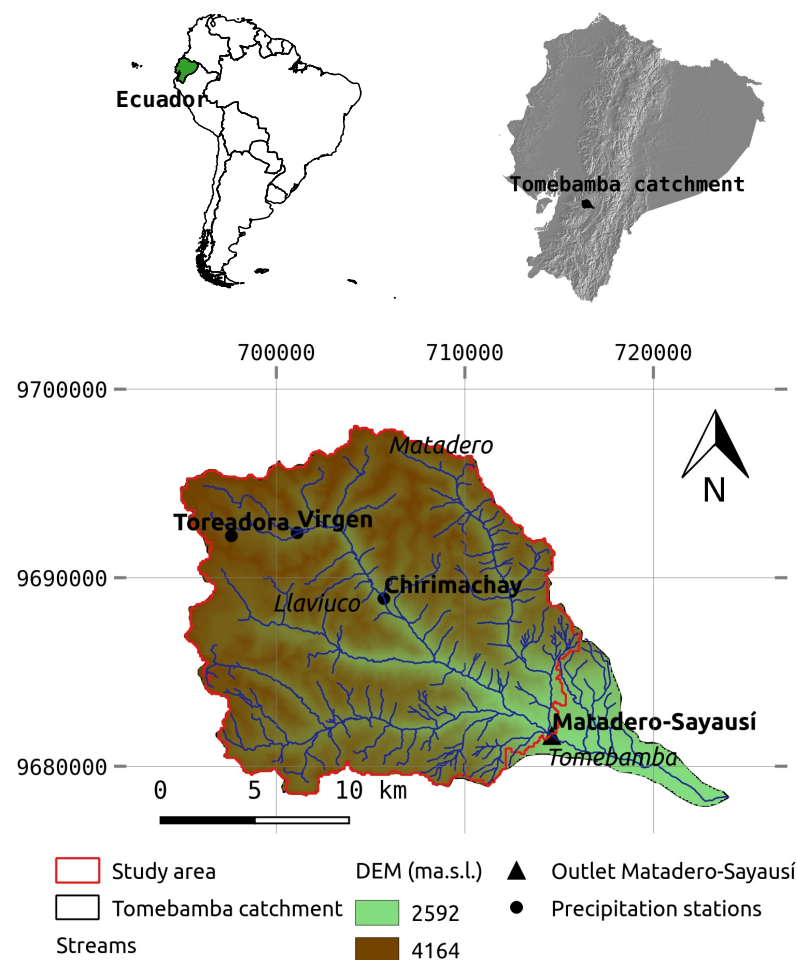 Ecuador
Tomebamba catchment
700000 710000 720000
9700000
Matadero
N
Toreadora Virgen
9690000
Chirimachay
Llaviuco
Matadero-Sayausí
Tomebamba
9680000
0 5 10 km
Study area DEM (ma.s.l.) Outlet Matadero-Sayausí
Tomebamba catchment 2592 Precipitation stations
Streams 4164